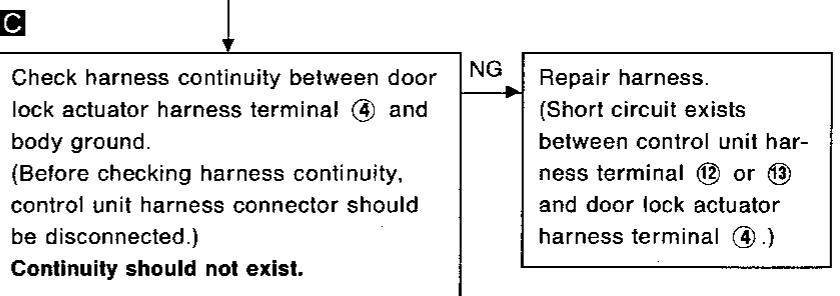 C
Check harness continuity between door
lock actuator harness terminal ④ and
body ground.
(Before checking harness continuity,
control unit harness connector should
be disconnected.)
Continuity should not exist.
NG
Repair harness.
(Short circuit exists
between control unit har-
ness terminal ⑫ or ⑬
and door lock actuator
harness terminal ④.)